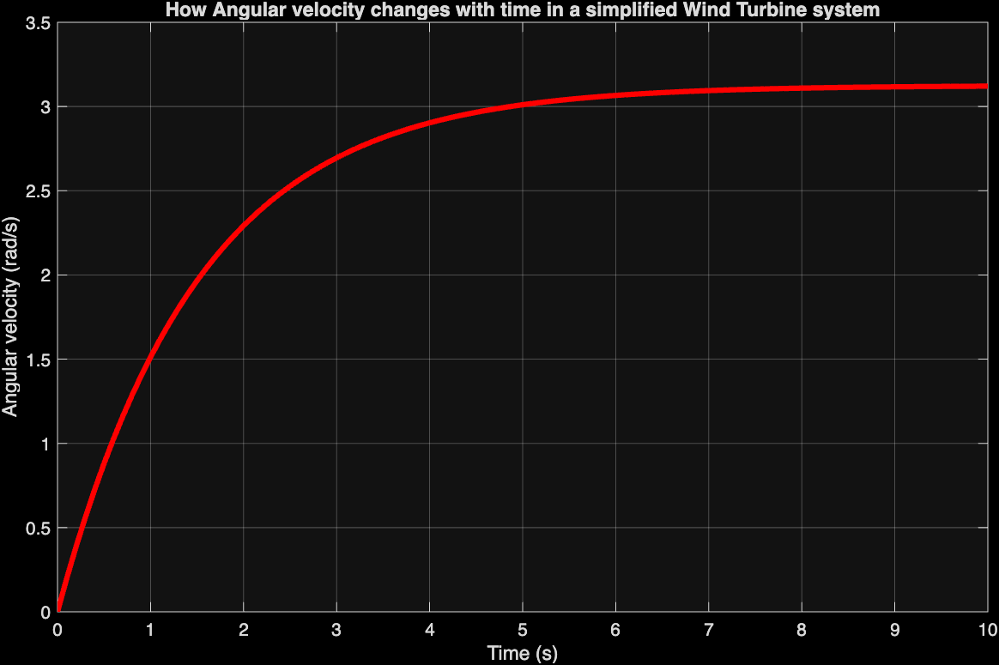 How Angular velocity changes with time in a simplified Wind Turbine system
3.5
3
2.5
2
1.5
1
0.5
0
Angular velocity (rad/s)
0 1 2 3 4 5 6 7 8 9 10
Time (s)